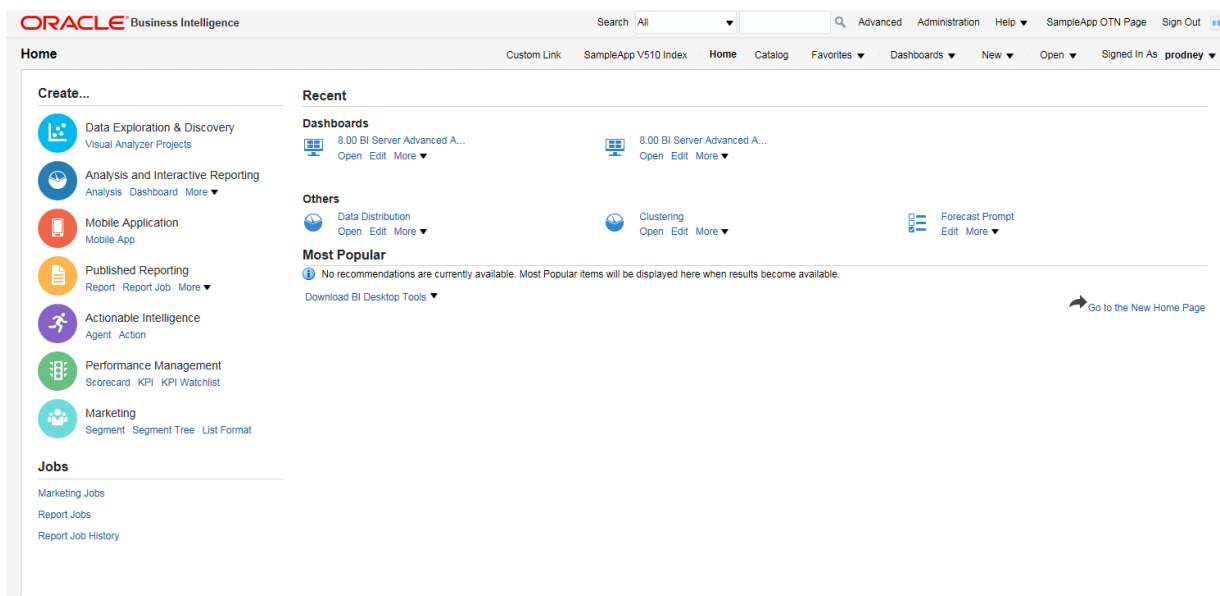 ORACLE Business Intelligence Search All Advanced Administration Help SampleApp OTN Page Sign Out
Home Custom Link SampleApp V510 Index Home Catalog Favorites Dashboards New Open Signed In As prodney
Create...
Data Exploration & Discovery
Visual Analyzer Projects
Analysis and Interactive Reporting
Analysis Dashboard More
Mobile Application
Mobile App
Published Reporting
Report Report Job More
Actionable Intelligence
Agent Action
Performance Management
Scorecard KPI KPI Watchlist
Marketing
Segment Segment Tree List Format
Jobs
Marketing Jobs
Report Jobs
Report Job History
Recent
Dashboards
8.00 BI Server Advanced A... 8.00 BI Server Advanced A...
Open Edit More Open Edit More
Others
Data Distribution Clustering Forecast Prompt
Open Edit More Open Edit More Edit More
Most Popular
No recommendations are currently available. Most Popular items will be displayed here when results become available.
Download BI Desktop Tools
Go to the New Home Page